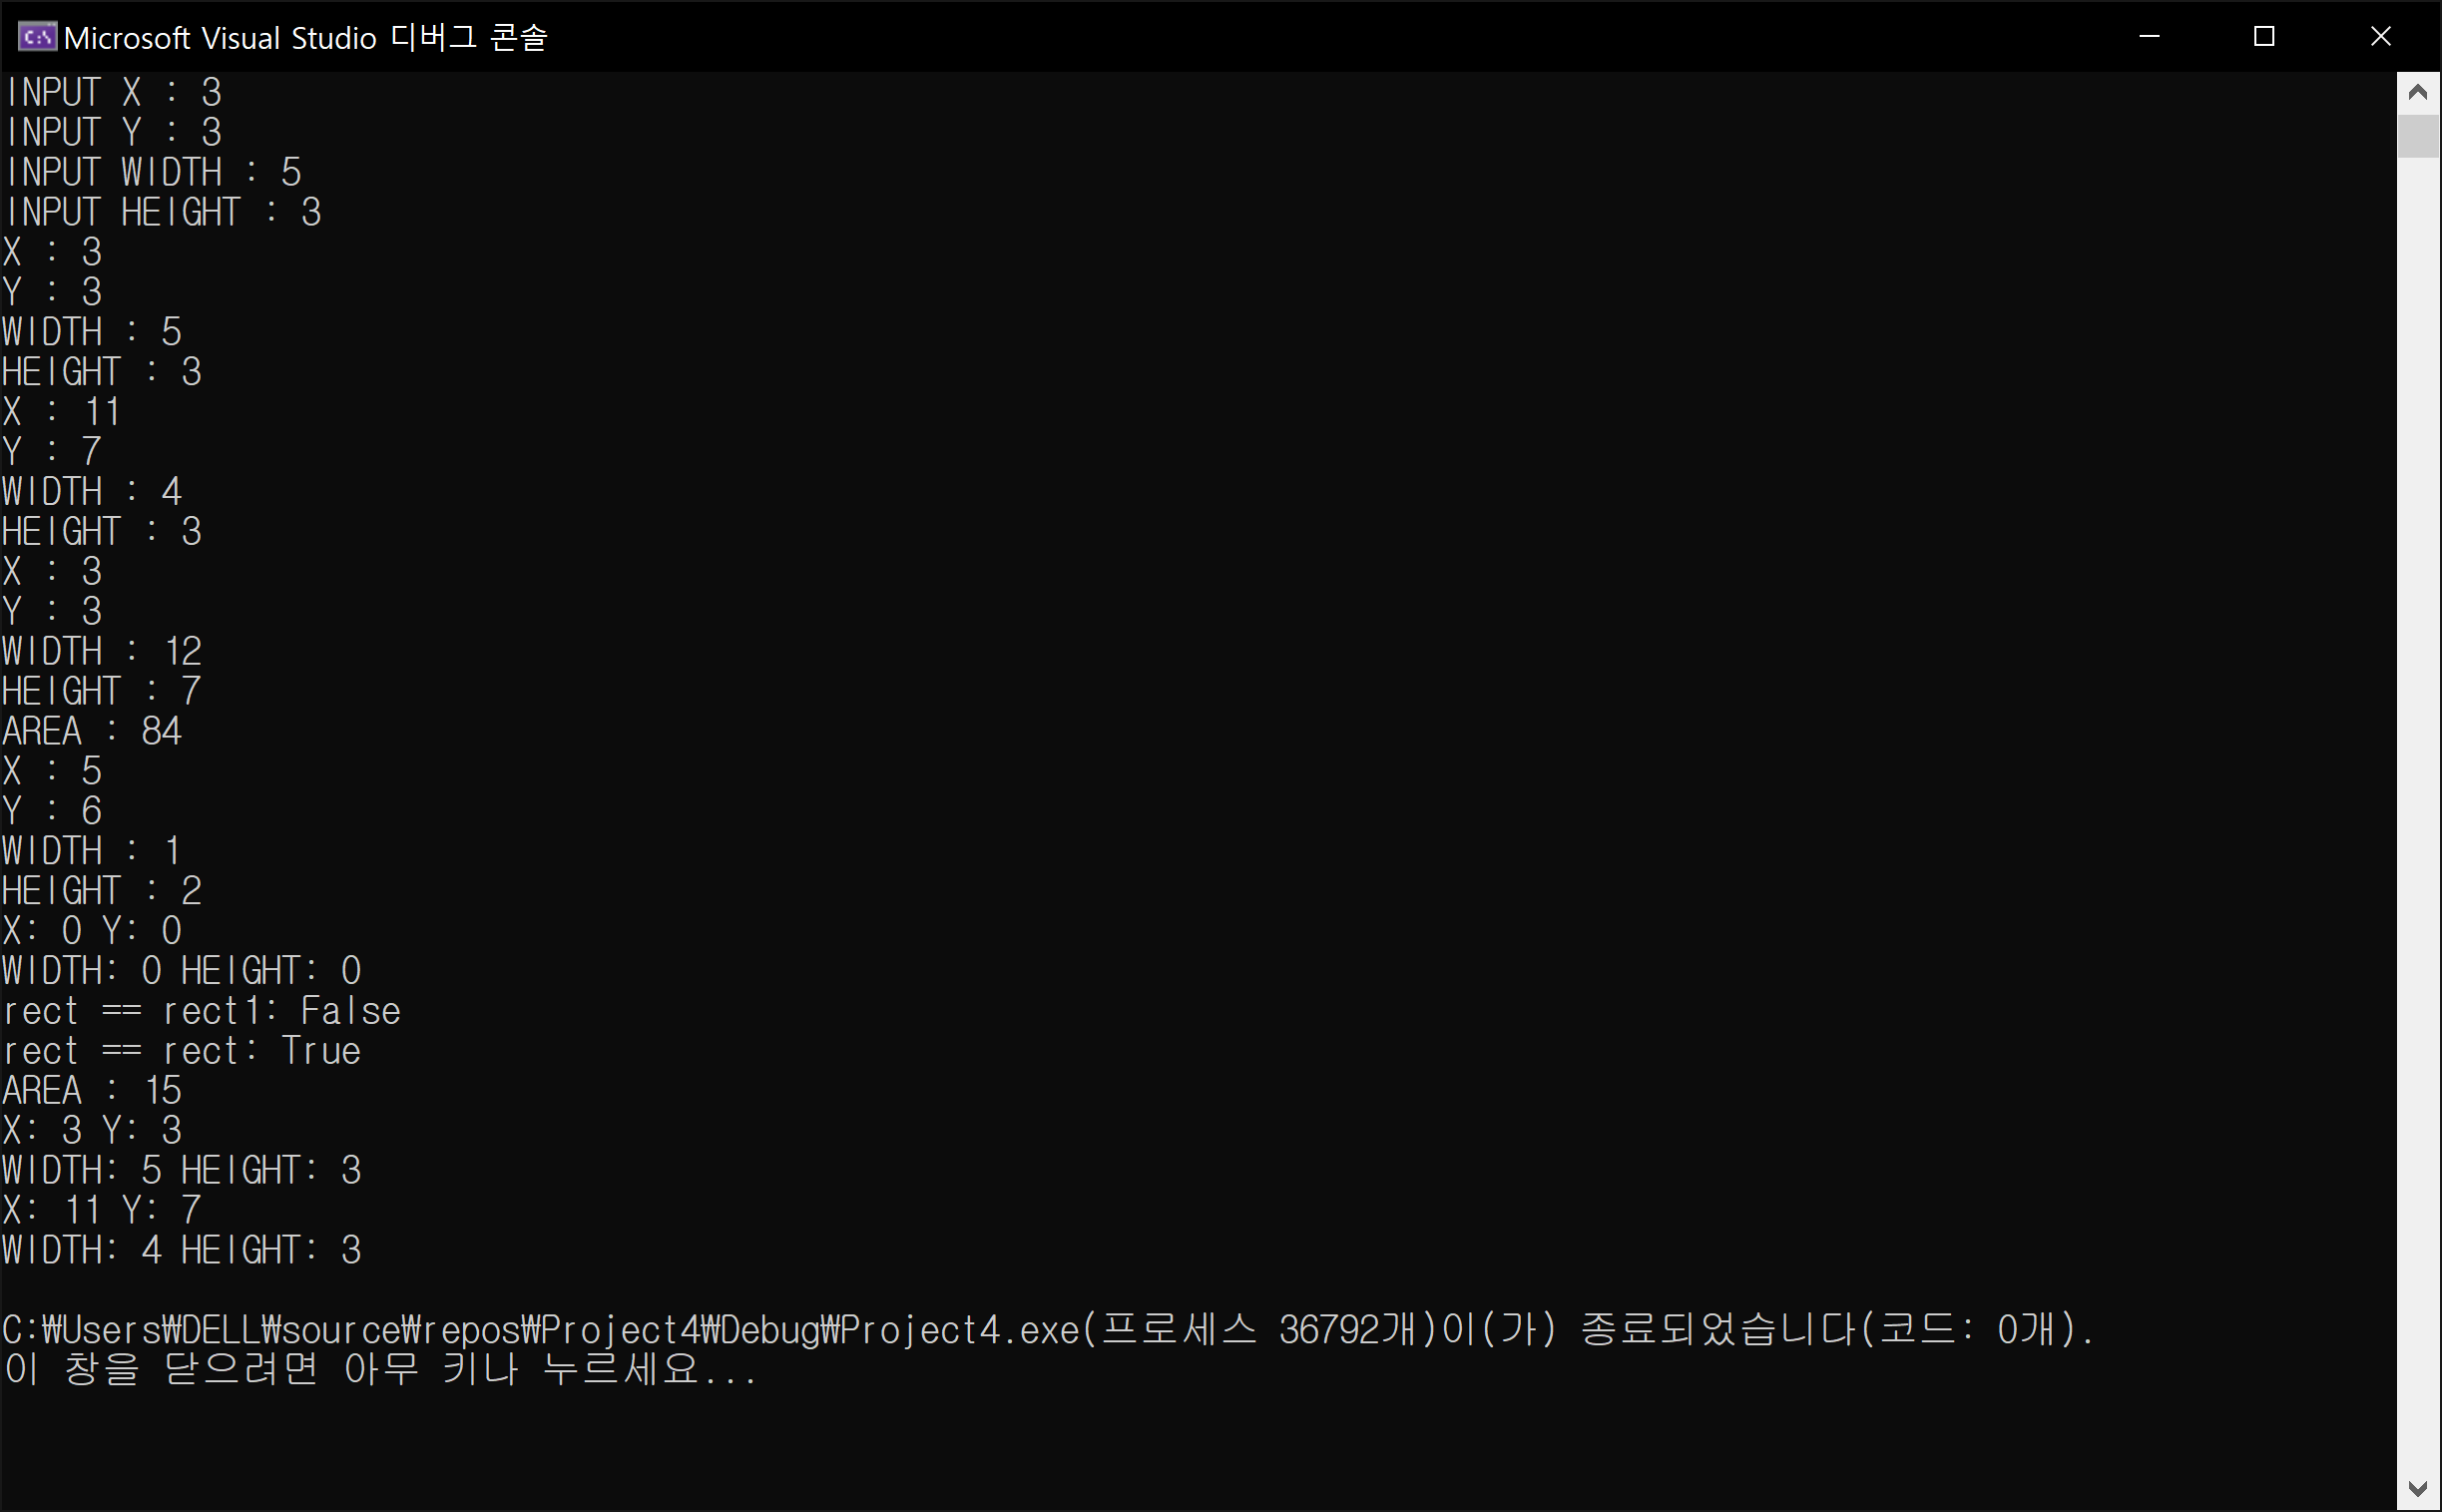 Microsoft Visual Studio 디버그 콘솔
INPUT X : 3
INPUT Y : 3
INPUT WIDTH : 5
INPUT HEIGHT : 3
X : 3
Y : 3
WIDTH : 5
HEIGHT : 3
X : 11
Y : 7
WIDTH : 4
HEIGHT : 3
X : 3
Y : 3
WIDTH : 12
HEIGHT : 7
AREA : 84
X : 5
Y : 6
WIDTH : 1
HEIGHT : 2
X: 0 Y: 0
WIDTH: 0 HEIGHT: 0
rect == rect1: False
rect == rect: True
AREA : 15
X: 3 Y: 3
WIDTH: 5 HEIGHT: 3
X: 11 Y: 7
WIDTH: 4 HEIGHT: 3
C:₩Users₩DELL₩source₩repos₩Project4₩Debug₩Project4.exe(프로세스 36792개)이(가) 종료되었습니다(코드: 0개).
이 창을 닫으려면 아무 키나 누르세요...